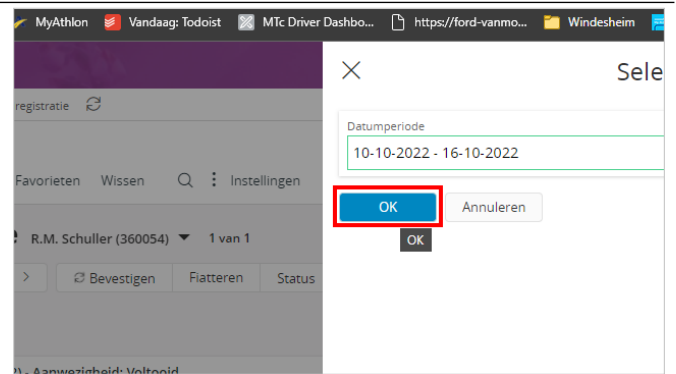 MyAthlon Vandaag: Todoist MTc Driver Dashbo... https://ford-vanmo... Windesheim
Sele
registratie
Datumperiode
10-10-2022 - 16-10-2022
Favorieten Wissen Instellingen
OK Annuleren
R.M. Schuller (360054) 1 van 1
OK
Bevestigen Fiatteren Status
- Aanwezigheid: Voltooid